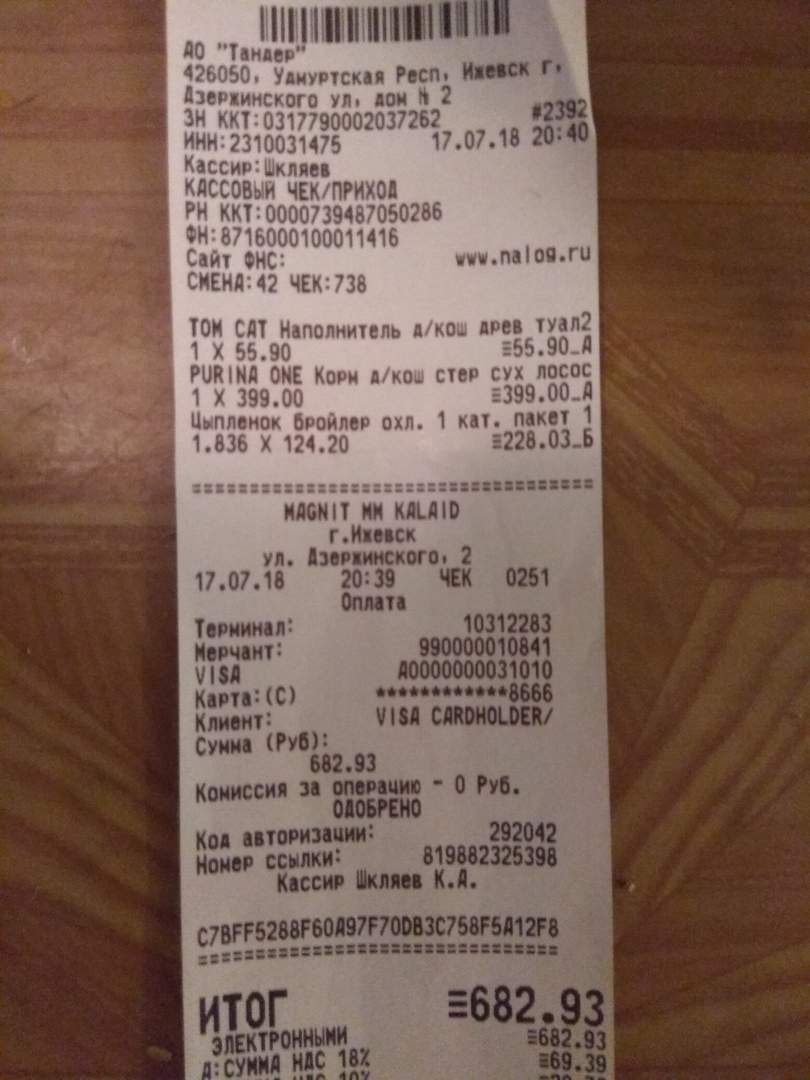 АО "Тандер"
426050, Удмуртская Респ, Ижевск г,
Дзержинского ул, дом № 2
ЗН ККТ:0317790002037262 #2392
ИНН:2310031475 17.07.18 20:40
Кассир:Шкляев
КАССОВЫЙ ЧЕК/ПРИХОД
РН ККТ:0000739487050286
ФН:8716000100011416
Сайт ФНС: www.nalog.ru
СМЕНА:42 ЧЕК:738
TOM CAT Наполнитель д/кош древ туал2
1 X 55.90 ≡55.90_А
PURINA ONE Корм д/кош стер сух лосос
1 X 399.00 ≡399.00_А
Цыпленок бройлер охл. 1 кат. пакет 1
1.836 X 124.20 ≡228.03_Б
====================================
MAGNIT MM KALAID
г.Ижевск
ул. Дзержинского, 2
17.07.18 20:39 ЧЕК 0251
Оплата
Терминал: 10312283
Мерчант: 990000010841
VISA A0000000031010
Карта:(C) ************8666
Клиент: VISA CARDHOLDER/
Сумма (Руб):
682.93
Комиссия за операцию - 0 Руб.
ОДОБРЕНО
Код авторизации: 292042
Номер ссылки: 819882325398
Кассир Шкляев К.А.
C7BFF5288F60A97F70DB3C758F5A12F8
================================
ИТОГ ≡682.93
ЭЛЕКТРОННЫМИ ≡682.93
А:СУММА НДС 18% ≡69.39
НДС 10%